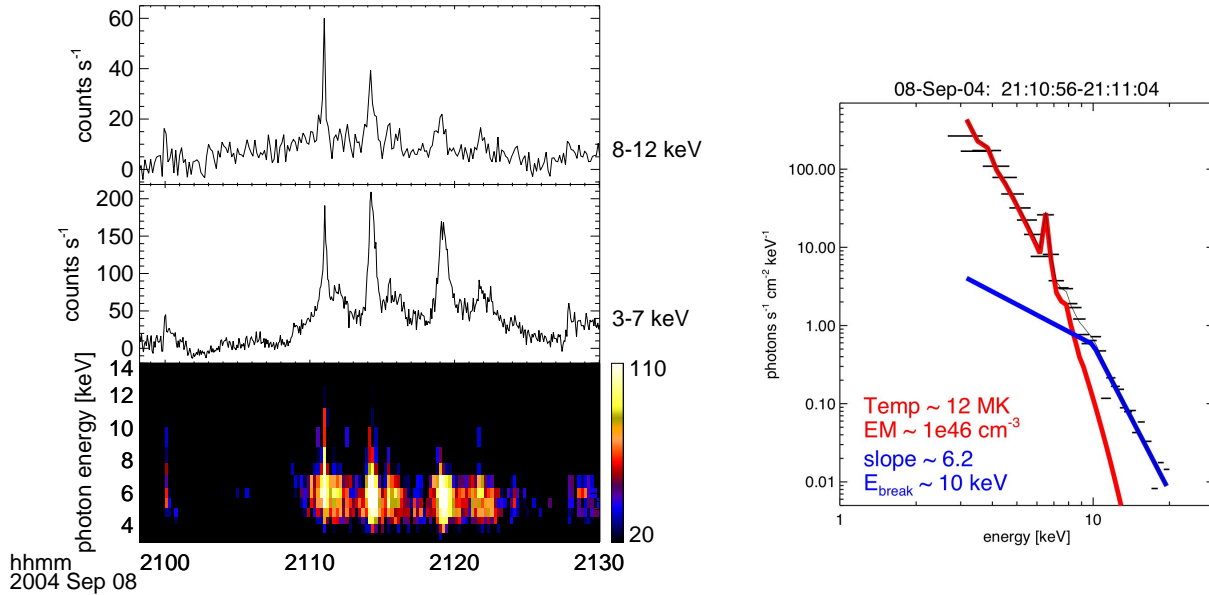 60
40
20
0
counts s⁻¹
8-12 keV
200
150
100
50
0
counts s⁻¹
3-7 keV
14
12
10
8
6
4
photon energy [keV]
110
20
2100 2110 2120 2130
hhmm
2004 Sep 08
08-Sep-04: 21:10:56-21:11:04
100.00
10.00
1.00
0.10
0.01
photons s⁻¹ cm⁻² keV⁻¹
Temp ~ 12 MK
EM ~ 1e46 cm⁻³
slope ~ 6.2
E_break ~ 10 keV
1 10
energy [keV]